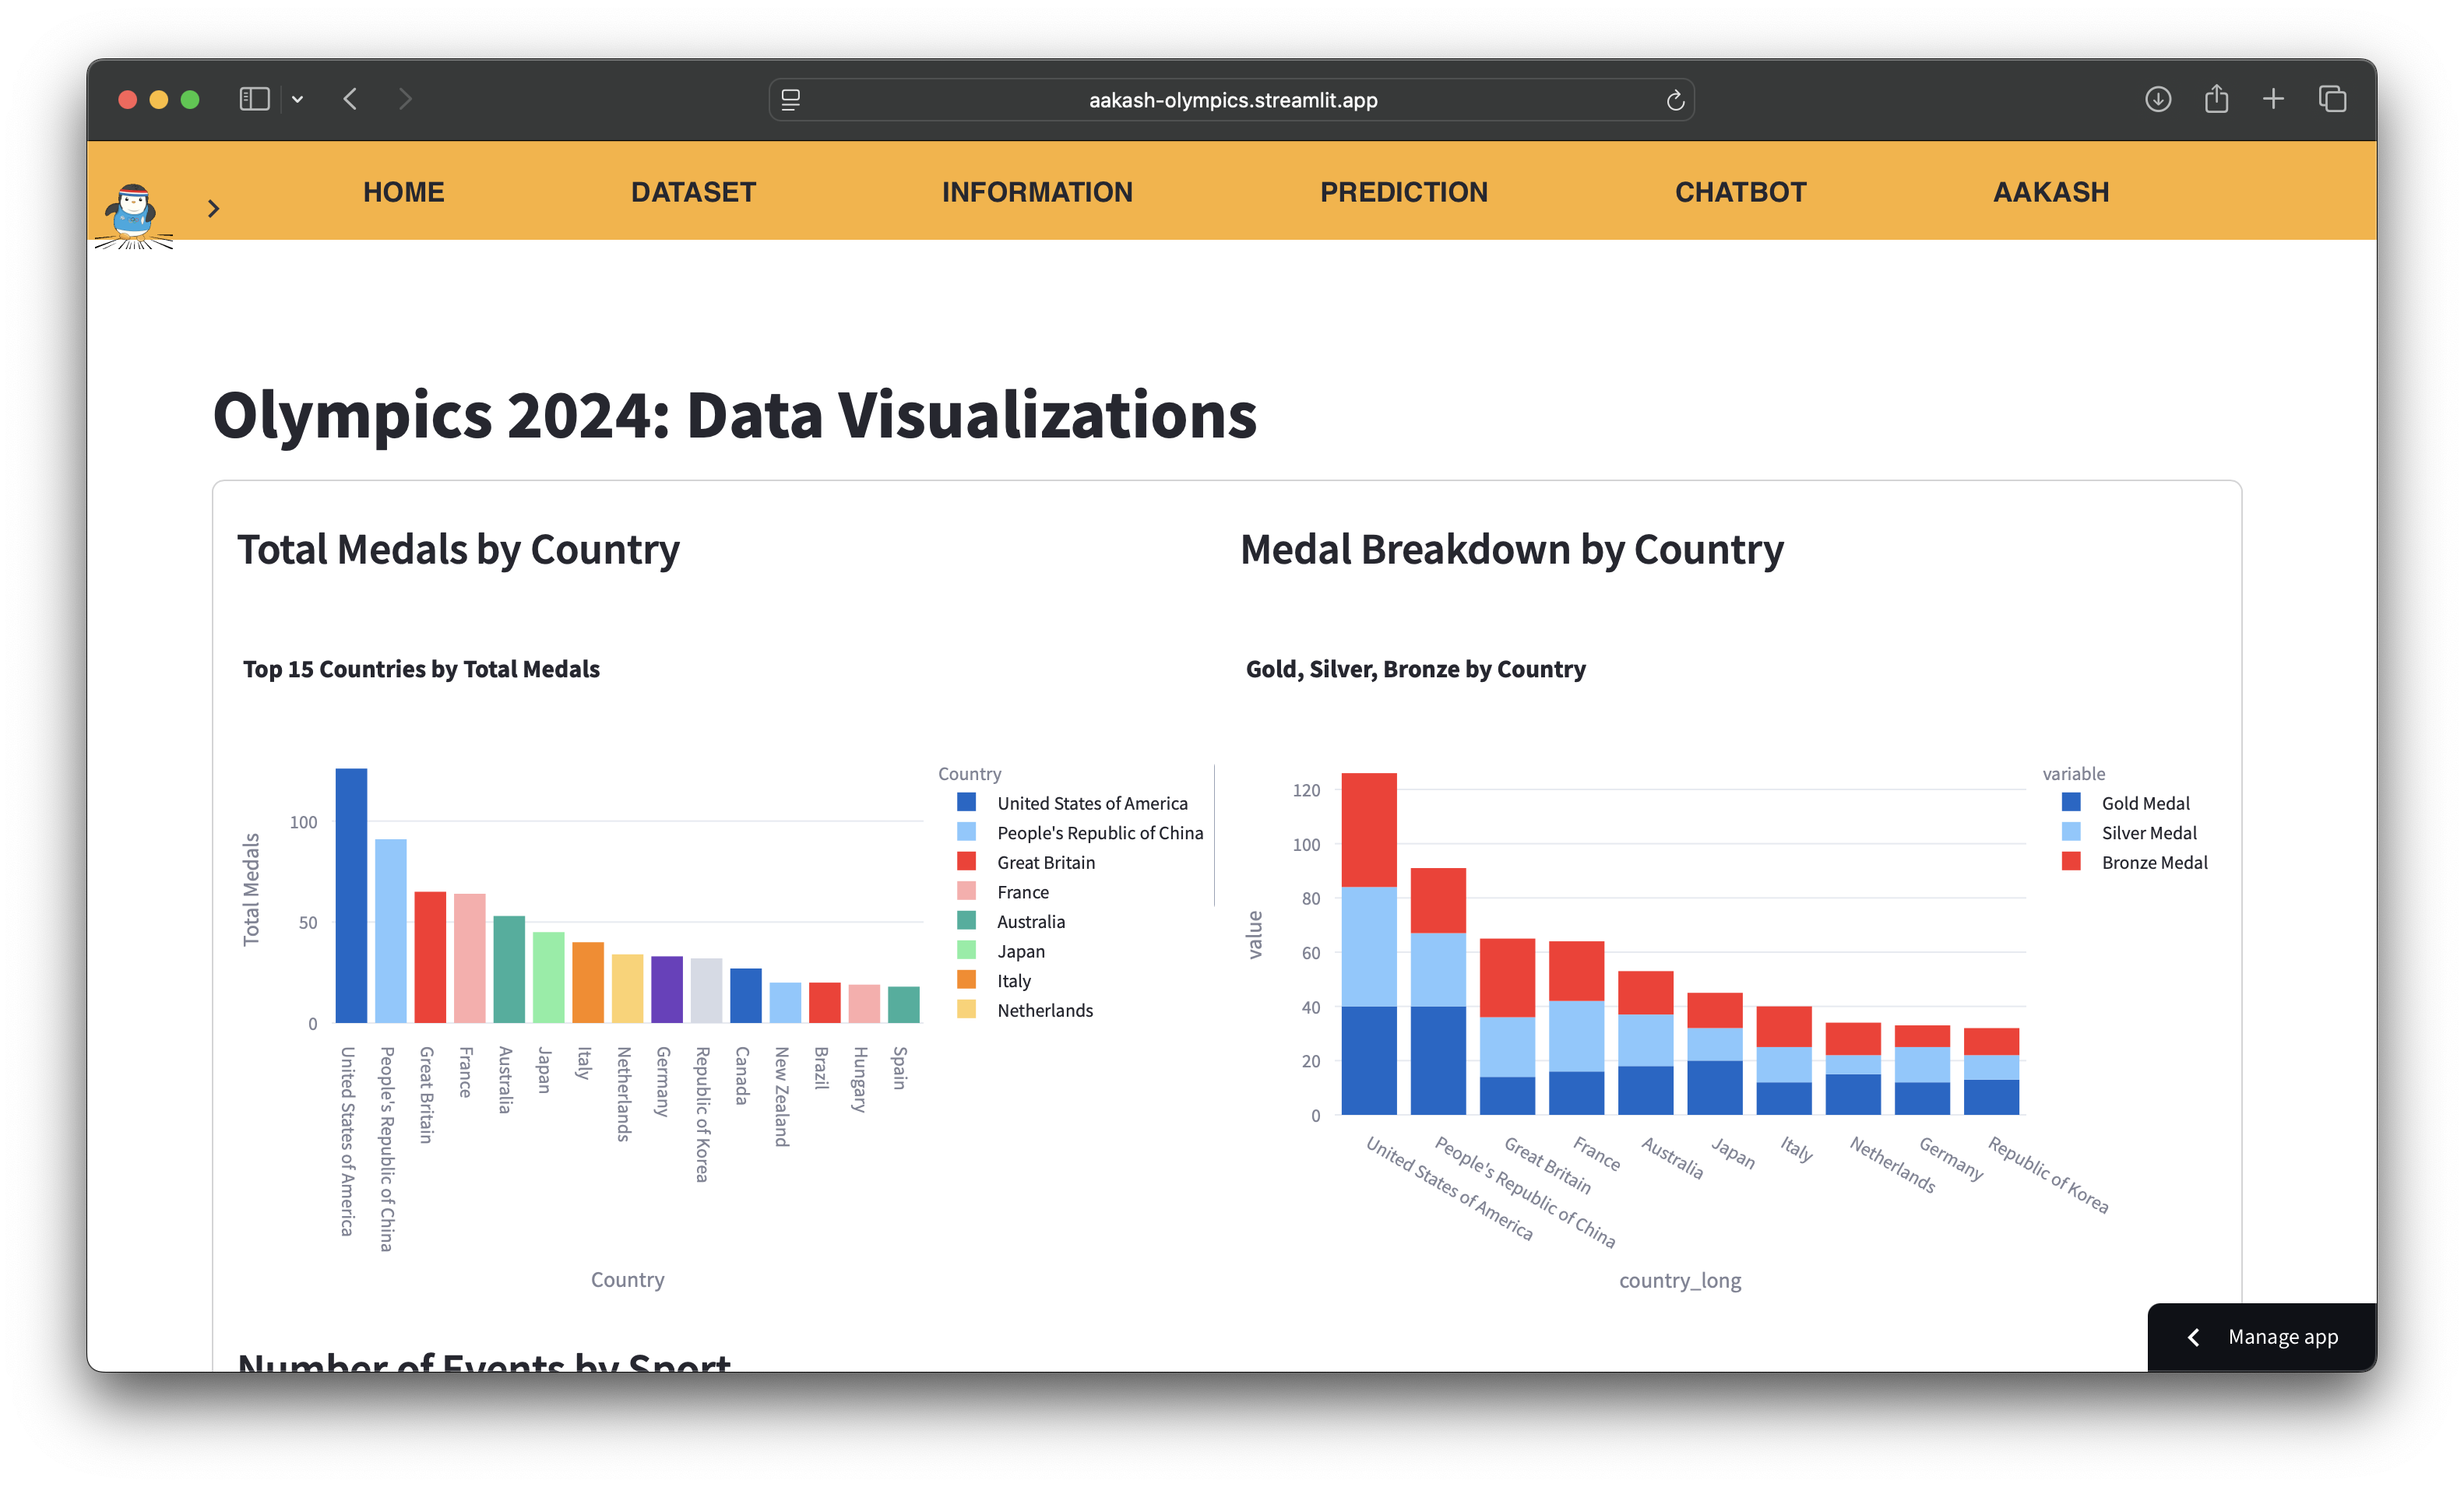 aakash-olympics.streamlit.app
HOME
DATASET
INFORMATION
PREDICTION
CHATBOT
AAKASH
Olympics 2024: Data Visualizations
Total Medals by Country
Top 15 Countries by Total Medals
Total Medals
100
50
0
United States of America
People's Republic of China
Great Britain
France
Australia
Japan
Italy
Netherlands
Germany
Republic of Korea
Canada
New Zealand
Brazil
Hungary
Spain
Country
Country
United States of America
People's Republic of China
Great Britain
France
Australia
Japan
Italy
Netherlands
Medal Breakdown by Country
Gold, Silver, Bronze by Country
value
120
100
80
60
40
20
0
United States of America
People's Republic of China
Great Britain
France
Australia
Japan
Italy
Netherlands
Germany
Republic of Korea
country_long
variable
Gold Medal
Silver Medal
Bronze Medal
Number of Events by Sport
Manage app